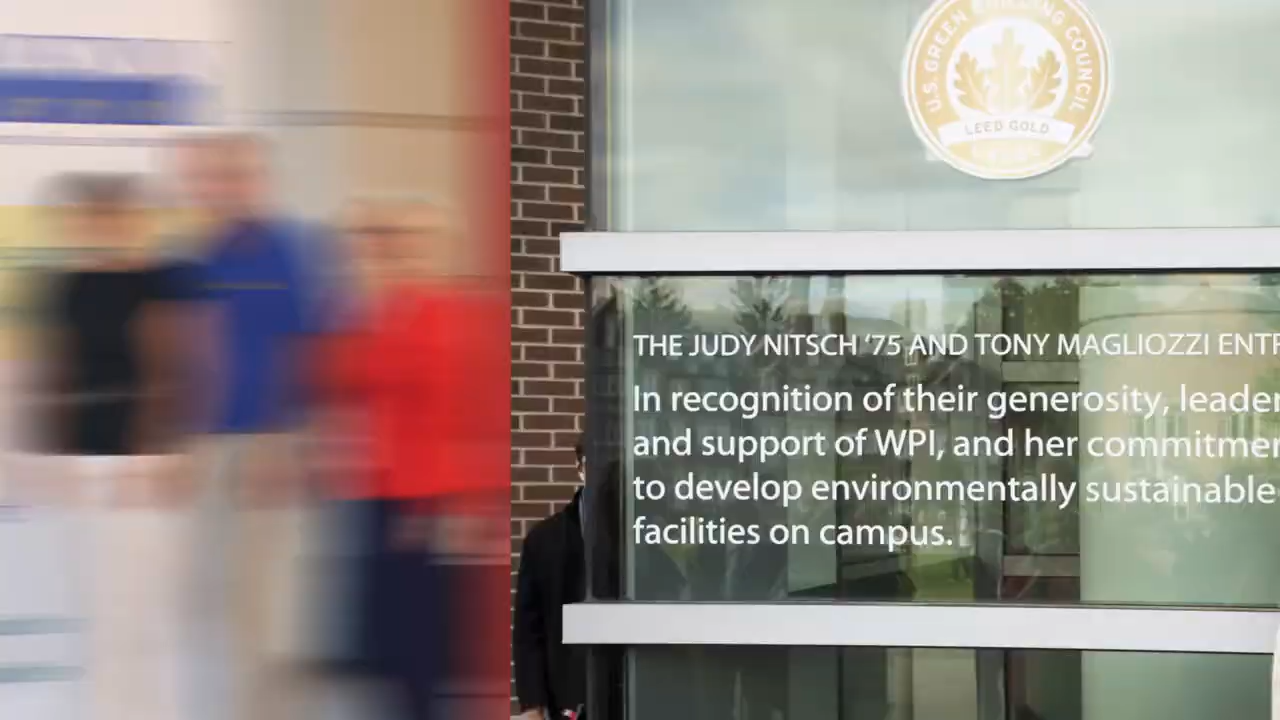 U.S. GREEN BUILDING COUNCIL
LEED GOLD
THE JUDY NITSCH '75 AND TONY MAGLIOZZI
In recognition of their generosity,
and support of WPI, and her
to develop environmentally sustainable
facilities on campus.